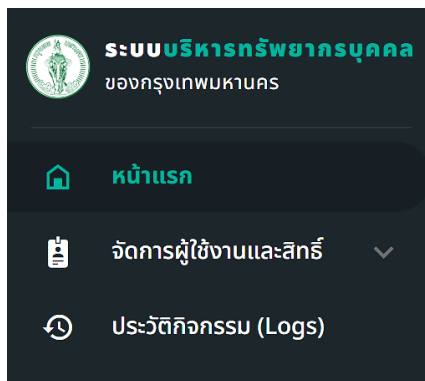 ระบบบริหารทรัพยากรบุคคล
ของกรุงเทพมหานคร
หน้าแรก
จัดการผู้ใช้งานและสิทธิ์
ประวัติกิจกรรม (Logs)